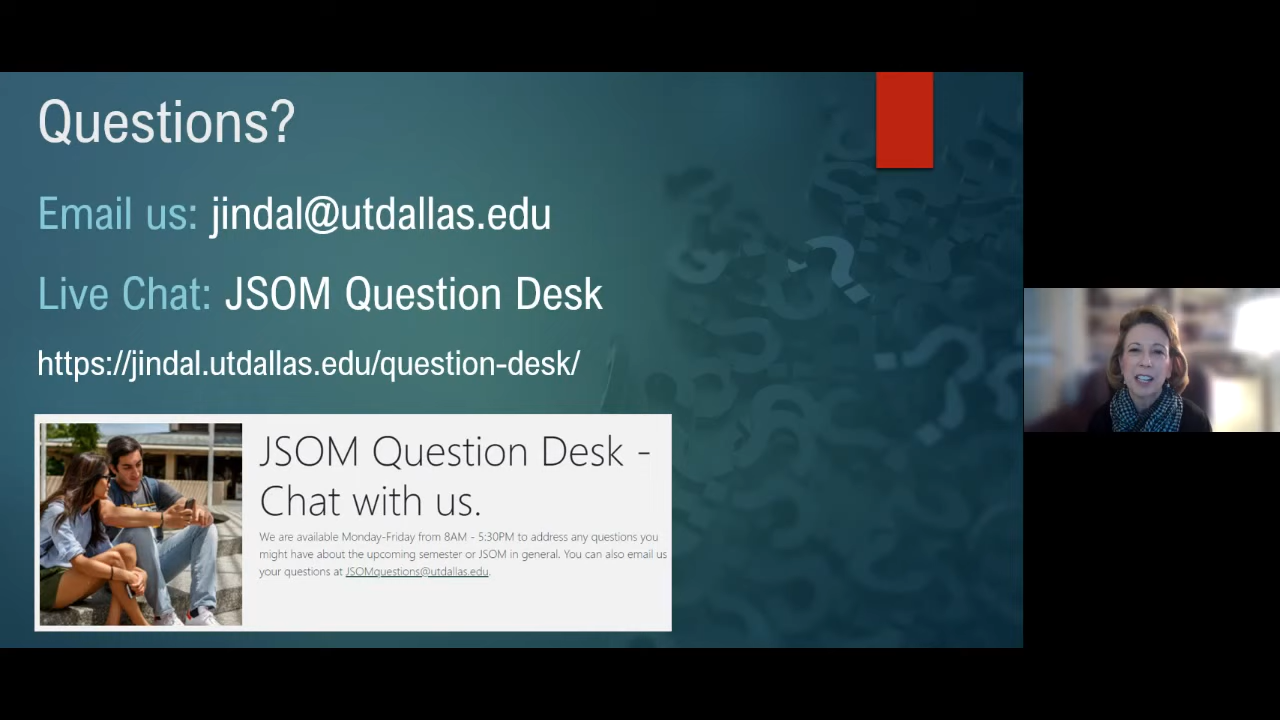 Questions?
Email us: jindal@utdallas.edu
Live Chat: JSOM Question Desk
https://jindal.utdallas.edu/question-desk/
JSOM Question Desk -
Chat with us.
We are available Monday-Friday from 8AM - 5:30PM to address any questions you
might have about the upcoming semester or JSOM in general. You can also email us
your questions at JSOMquestions@utdallas.edu.